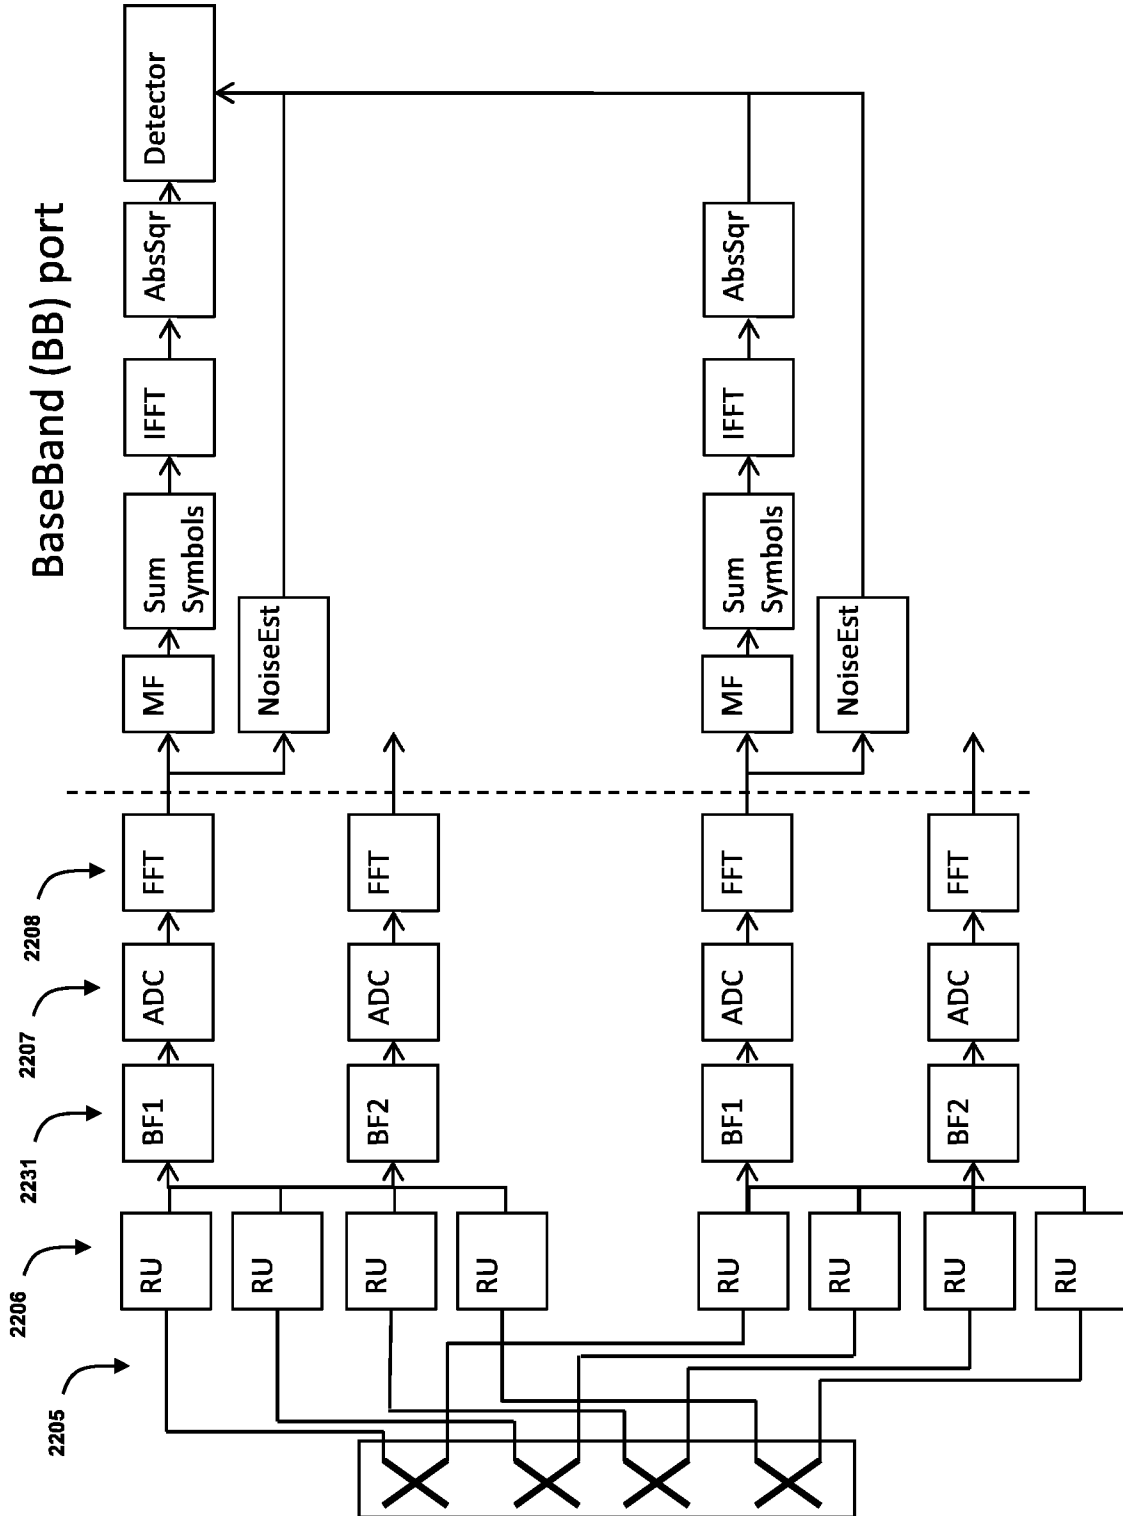 BaseBand (BB) port
2205
2206
2231
2207
2208
RU
BF1
ADC
FFT
MF
Sum
Symbols
IFFT
AbsSqr
Detector
RU
NoiseEst
RU
BF2
ADC
FFT
RU
RU
BF1
ADC
FFT
MF
Sum
Symbols
IFFT
AbsSqr
RU
NoiseEst
RU
BF2
ADC
FFT
RU